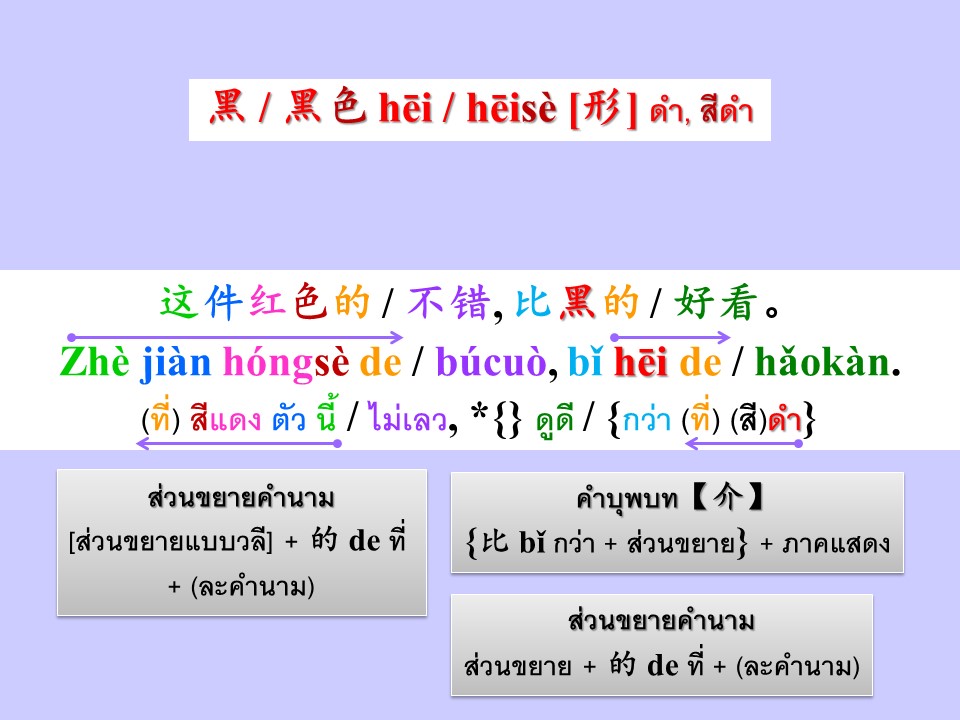 黑 / 黑色 hēi / hēisè [形] ดำ, สีดำ
这件红色的 / 不错, 比黑的 / 好看。
Zhè jiàn hóngsè de / búcuò, bǐ hēi de / hǎokàn.
(ที่) สีแดง ตัว นี้ / ไม่เลว, *{} ดูดี / {กว่า (ที่) (สี)ดำ}
ส่วนขยายคำนาม
[ส่วนขยายแบบวลี] + 的 de ที่
+ (ละคำนาม)
คำบุพบท【介】
{比 bǐ กว่า + ส่วนขยาย} + ภาคแสดง
ส่วนขยายคำนาม
ส่วนขยาย + 的 de ที่ + (ละคำนาม)